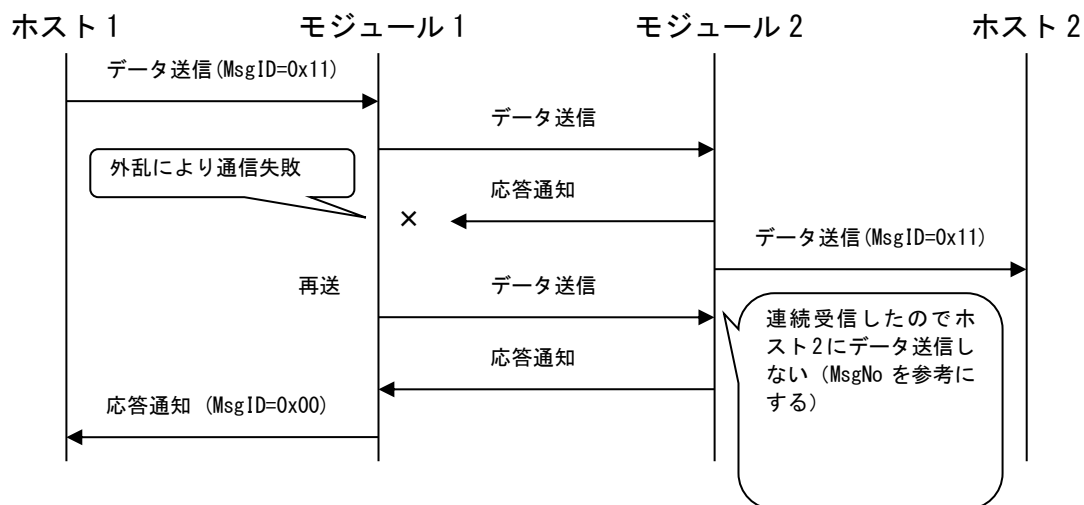 ホスト1 モジュール1 モジュール2 ホスト2
データ送信(MsgID=0x11)
データ送信
外乱により通信失敗
応答通知
×
データ送信(MsgID=0x11)
再送
データ送信
連続受信したのでホ
スト2にデータ送信し
ない（MsgNo を参考に
する）
応答通知
応答通知 (MsgID=0x00)